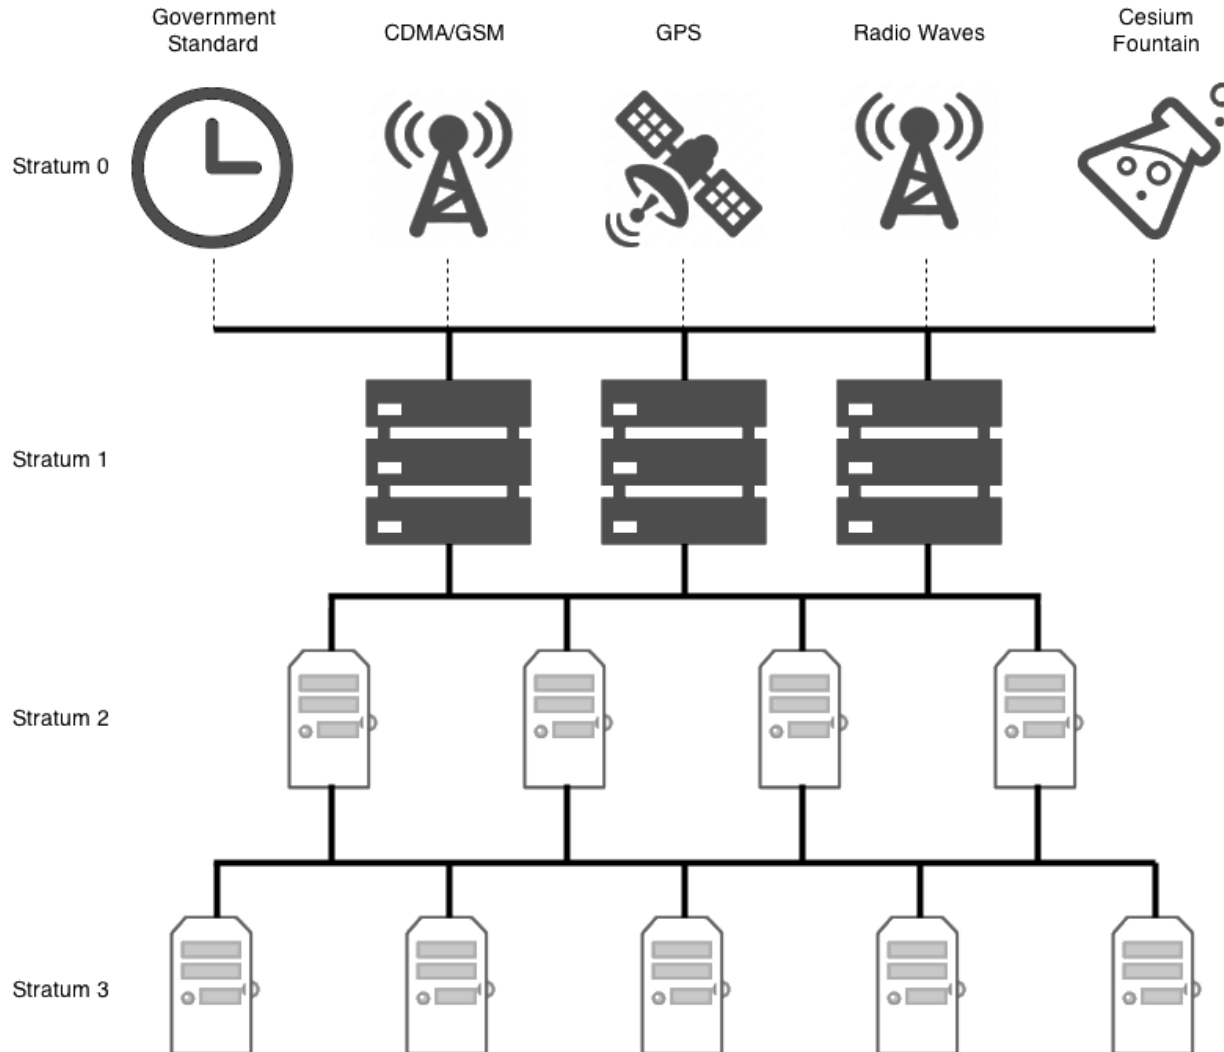 Government
Standard
CDMA/GSM
GPS
Radio Waves
Cesium
Fountain
Stratum 0
Stratum 1
Stratum 2
Stratum 3